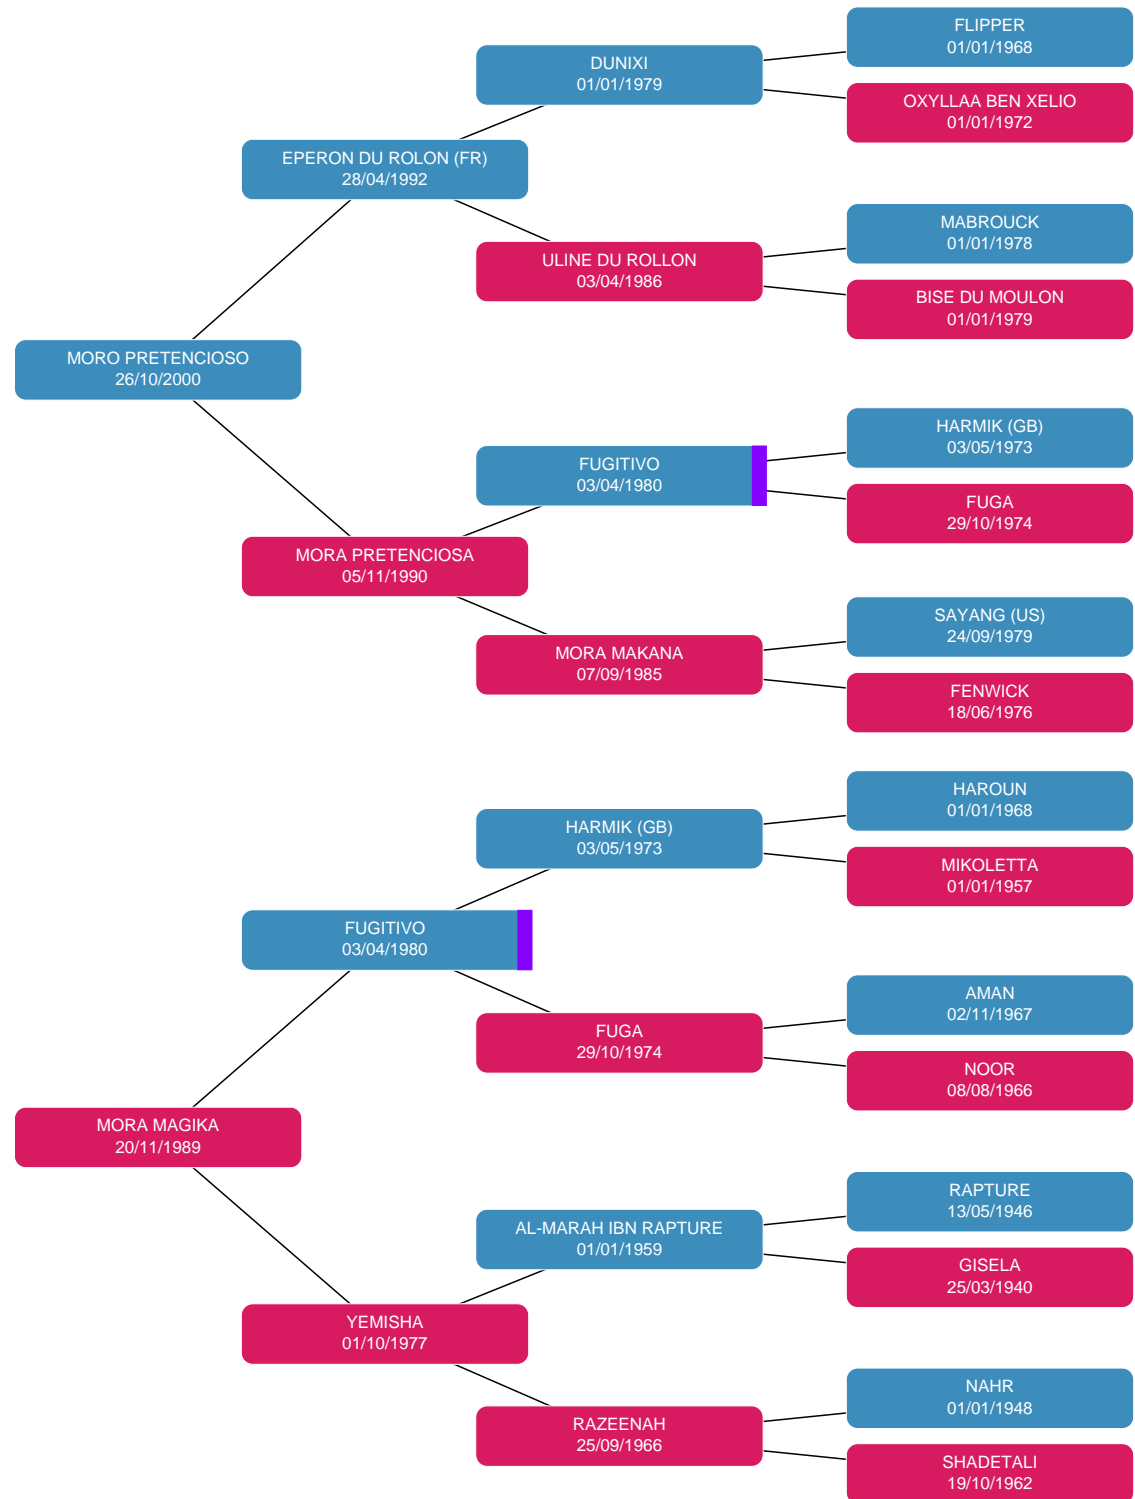 FLIPPER
01/01/1968
DUNIXI
01/01/1979
OXYLLAA BEN XELIO
01/01/1972
EPERON DU ROLON (FR)
28/04/1992
MABROUCK
01/01/1978
ULINE DU ROLLON
03/04/1986
BISE DU MOULON
01/01/1979
MORO PRETENCIOSO
26/10/2000
HARMIK (GB)
03/05/1973
FUGITIVO
03/04/1980
FUGA
29/10/1974
MORA PRETENCIOSA
05/11/1990
SAYANG (US)
24/09/1979
MORA MAKANA
07/09/1985
FENWICK
18/06/1976
HAROUN
01/01/1968
HARMIK (GB)
03/05/1973
MIKOLETTA
01/01/1957
FUGITIVO
03/04/1980
AMAN
02/11/1967
FUGA
29/10/1974
NOOR
08/08/1966
MORA MAGIKA
20/11/1989
RAPTURE
13/05/1946
AL-MARAH IBN RAPTURE
01/01/1959
GISELA
25/03/1940
YEMISHA
01/10/1977
NAHR
01/01/1948
RAZEENAH
25/09/1966
SHADETALI
19/10/1962